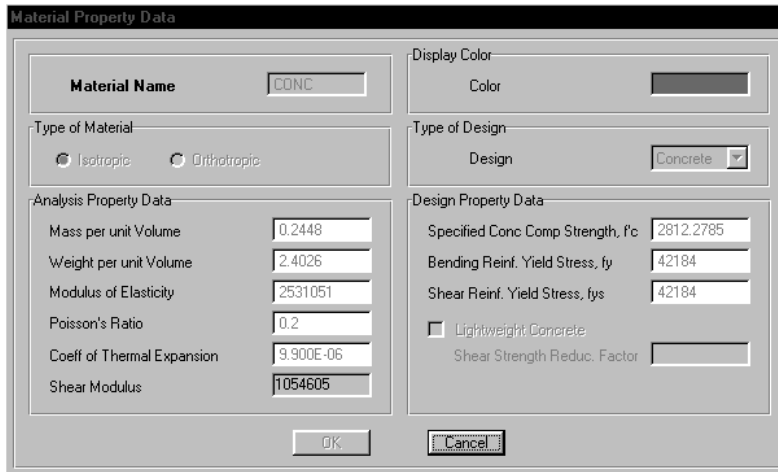 Material Property Data
Material Name CONC
Display Color
Color
Type of Material
Isotropic Orthotropic
Type of Design
Design Concrete
Analysis Property Data
Mass per unit Volume 0.2448
Weight per unit Volume 2.4026
Modulus of Elasticity 2531051
Poisson's Ratio 0.2
Coeff of Thermal Expansion 9.900E-06
Shear Modulus 1054605
Design Property Data
Specified Conc Comp Strength, f'c 2812.2785
Bending Reinf. Yield Stress, fy 42184
Shear Reinf. Yield Stress, fys 42184
Lightweight Concrete
Shear Strength Reduc. Factor
OK Cancel